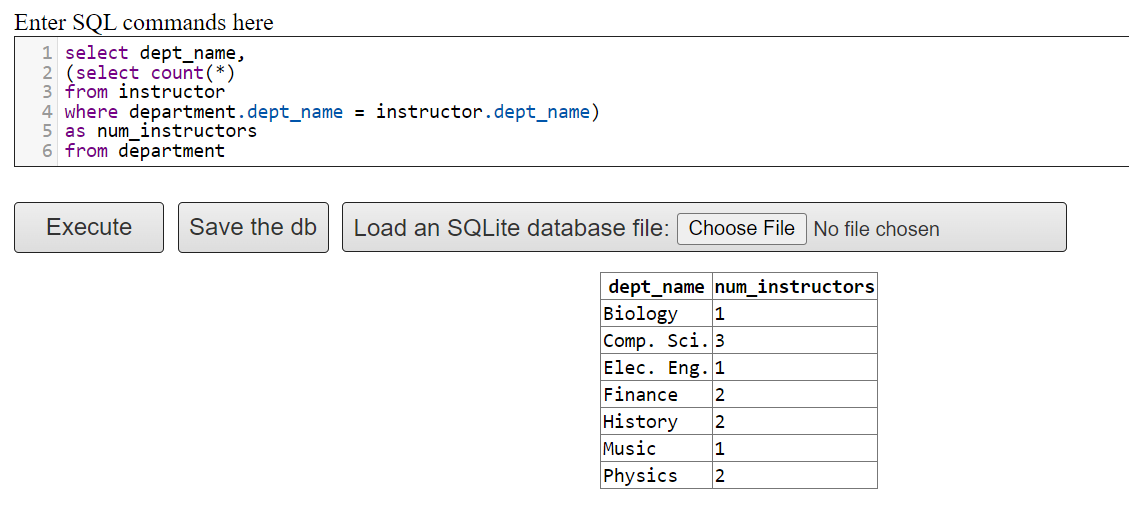 Enter SQL commands here
1 select dept_name,
2 (select count(*)
3 from instructor
4 where department.dept_name = instructor.dept_name)
5 as num_instructors
6 from department
Execute Save the db Load an SQLite database file: Choose File No file chosen
dept_name num_instructors
Biology 1
Comp. Sci. 3
Elec. Eng. 1
Finance 2
History 2
Music 1
Physics 2